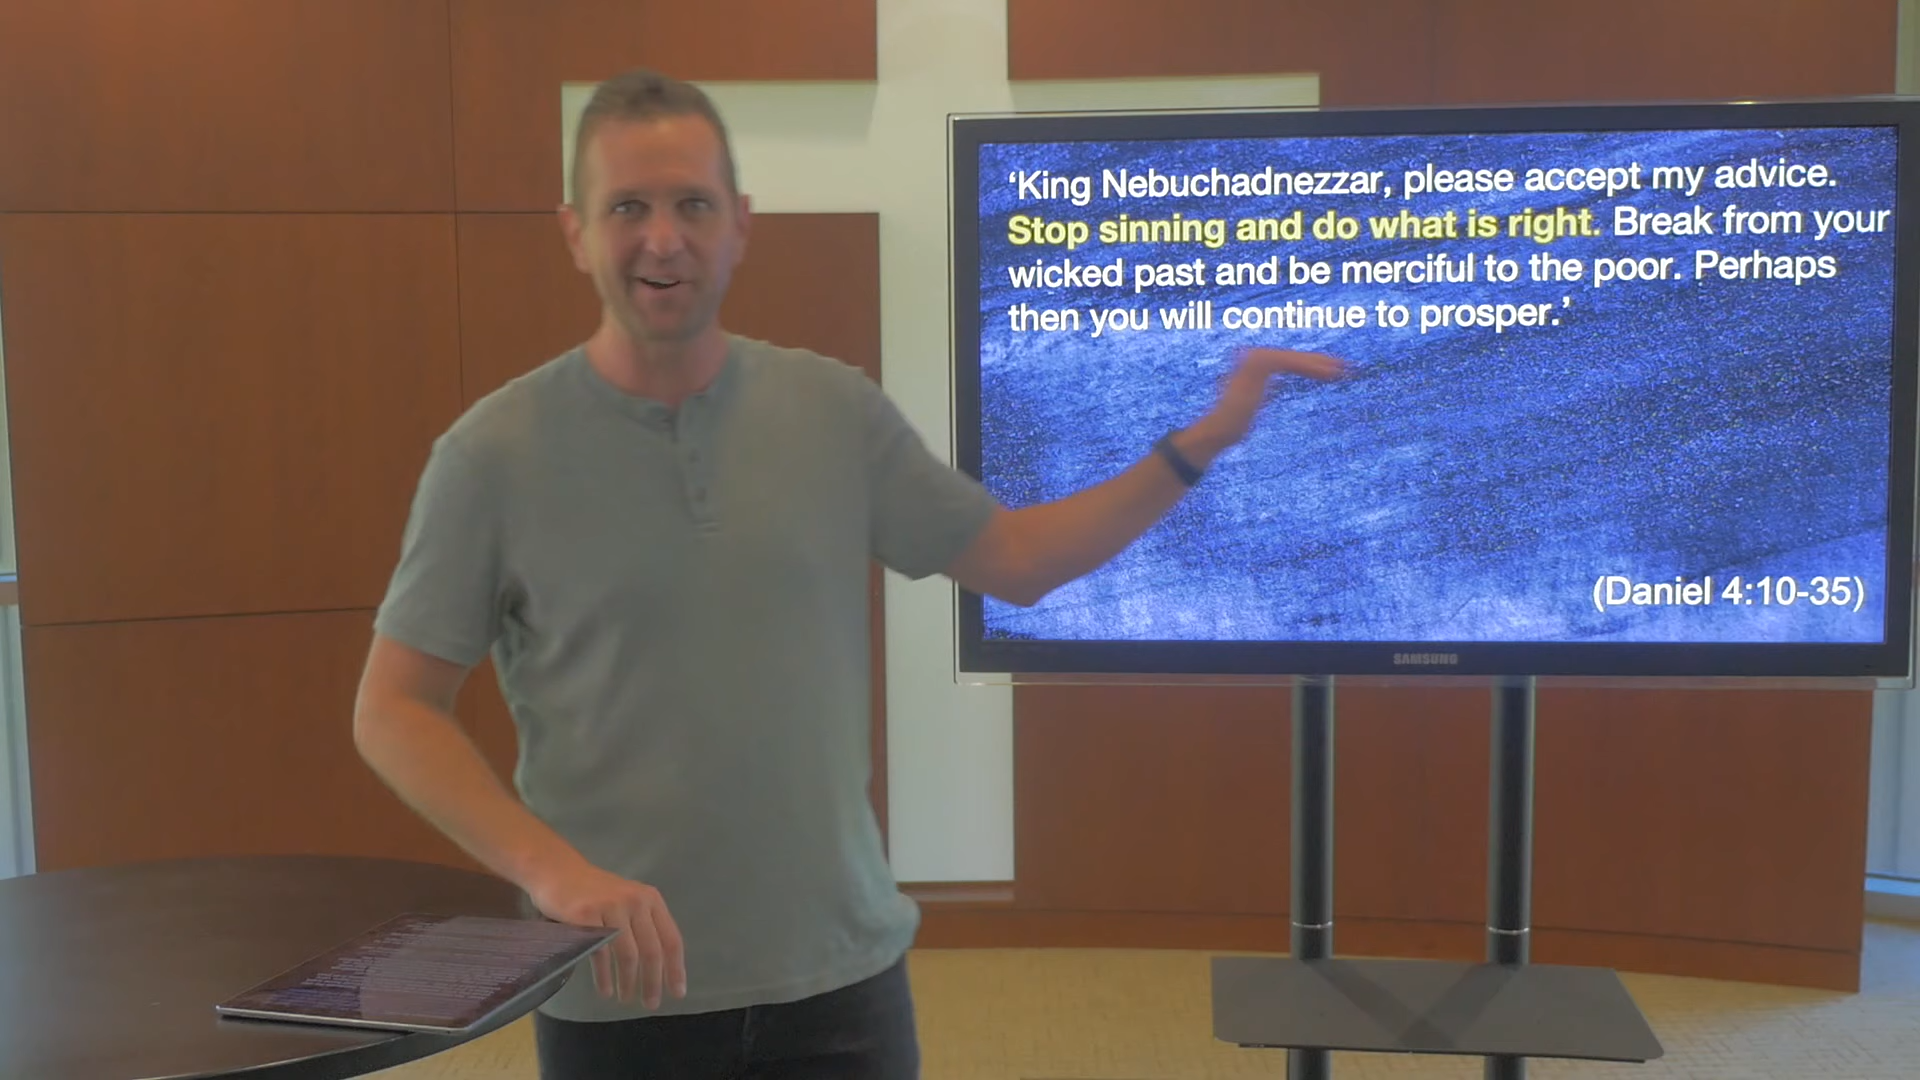 ‘King Nebuchadnezzar, please accept my advice.
Stop sinning and do what is right. Break from your
wicked past and be merciful to the poor. Perhaps
then you will continue to prosper.’
(Daniel 4:10-35)
SAMSUNG